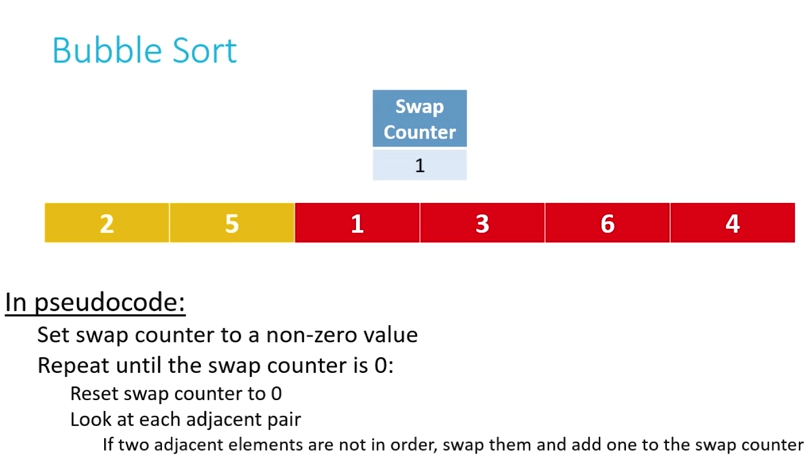 Bubble Sort
Swap
Counter
1
2 5 1 3 6 4
In pseudocode:
Set swap counter to a non-zero value
Repeat until the swap counter is 0:
Reset swap counter to 0
Look at each adjacent pair
If two adjacent elements are not in order, swap them and add one to the swap counter